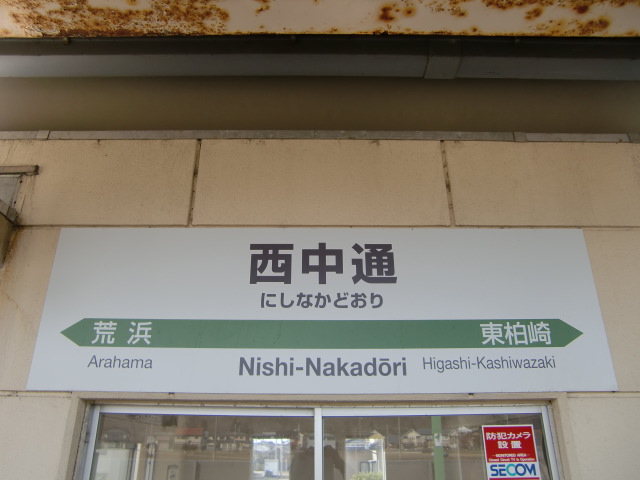 西中通
にしなかどおり
荒浜 東柏崎
Arahama Nishi-Nakadōri Higashi-Kashiwazaki
防犯カメラ
設置
SECOM